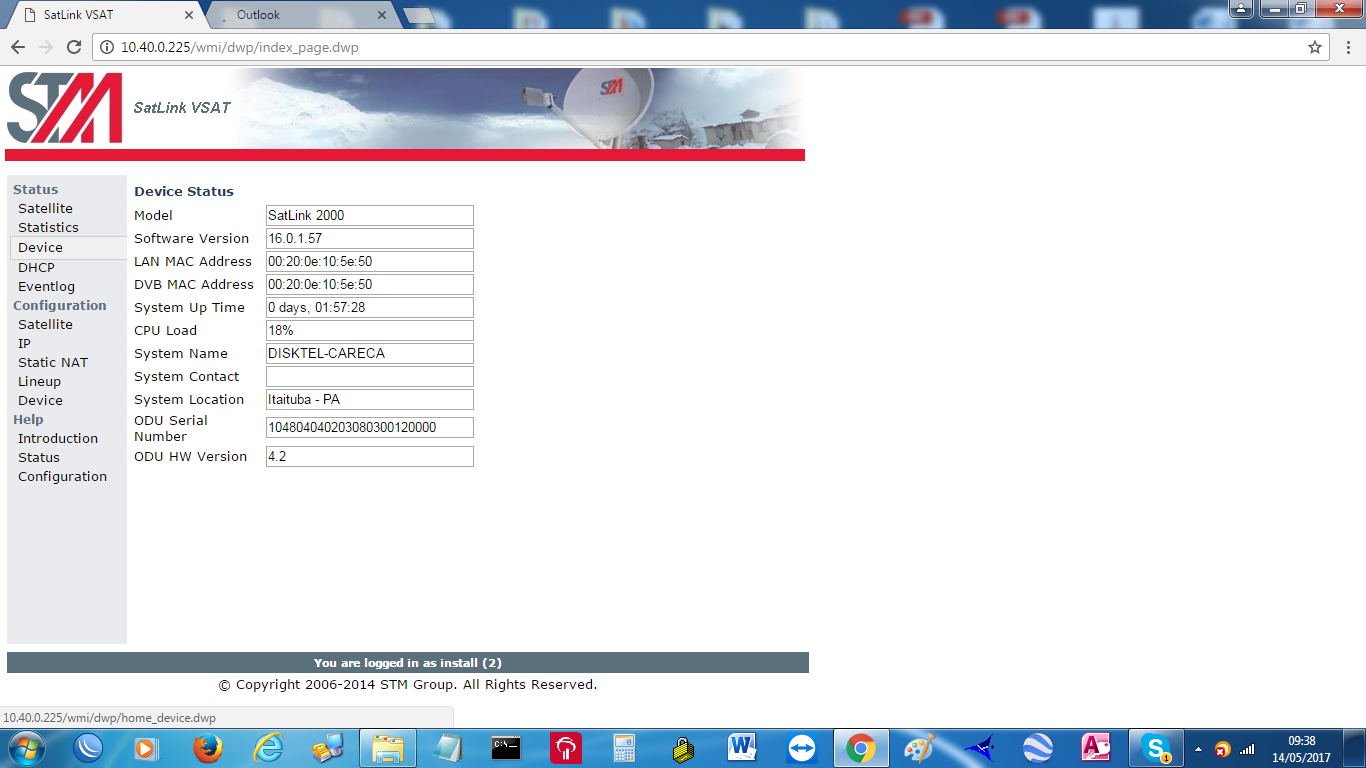 SatLink VSAT
Outlook
10.40.0.225/wmi/dwp/index_page.dwp
STM
SatLink VSAT
STM
Status
Satellite
Statistics
Device
DHCP
Eventlog
Configuration
Satellite
IP
Static NAT
Lineup
Device
Help
Introduction
Status
Configuration
Device Status
Model SatLink 2000
Software Version 16.0.1.57
LAN MAC Address 00:20:0e:10:5e:50
DVB MAC Address 00:20:0e:10:5e:50
System Up Time 0 days, 01:57:28
CPU Load 18%
System Name DISKTEL-CARECA
System Contact
System Location Itaituba - PA
ODU Serial
Number 104804040203080300120000
ODU HW Version 4.2
You are logged in as install (2)
© Copyright 2006-2014 STM Group. All Rights Reserved.
10.40.0.225/wmi/dwp/home_device.dwp
09:38
14/05/2017